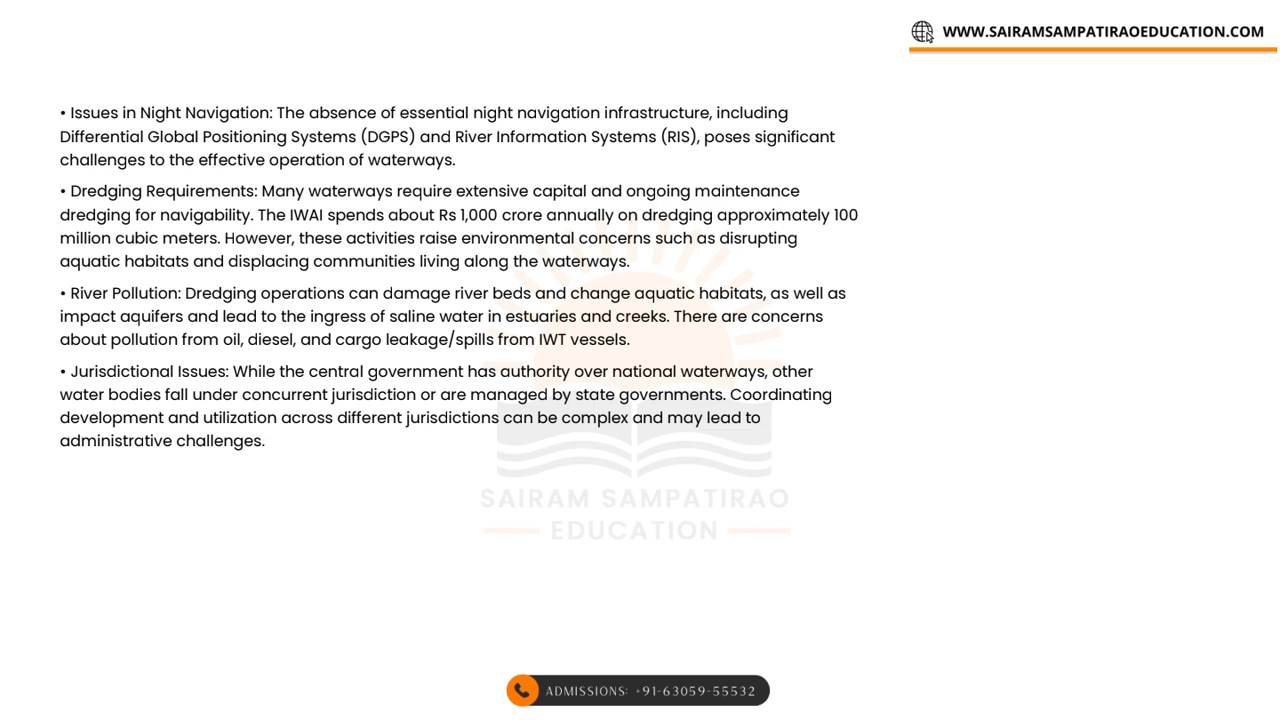 WWW.SAIRAMSAMPATIRAOEDUCATION.COM
• Issues in Night Navigation: The absence of essential night navigation infrastructure, including
Differential Global Positioning Systems (DGPS) and River Information Systems (RIS), poses significant
challenges to the effective operation of waterways.
• Dredging Requirements: Many waterways require extensive capital and ongoing maintenance
dredging for navigability. The IWAI spends about Rs 1,000 crore annually on dredging approximately 100
million cubic meters. However, these activities raise environmental concerns such as disrupting
aquatic habitats and displacing communities living along the waterways.
• River Pollution: Dredging operations can damage river beds and change aquatic habitats, as well as
impact aquifers and lead to the ingress of saline water in estuaries and creeks. There are concerns
about pollution from oil, diesel, and cargo leakage/spills from IWT vessels.
• Jurisdictional Issues: While the central government has authority over national waterways, other
water bodies fall under concurrent jurisdiction or are managed by state governments. Coordinating
development and utilization across different jurisdictions can be complex and may lead to
administrative challenges.
SAIRAM SAMPATIRAO
EDUCATION
ADMISSIONS: +91-63059-55532